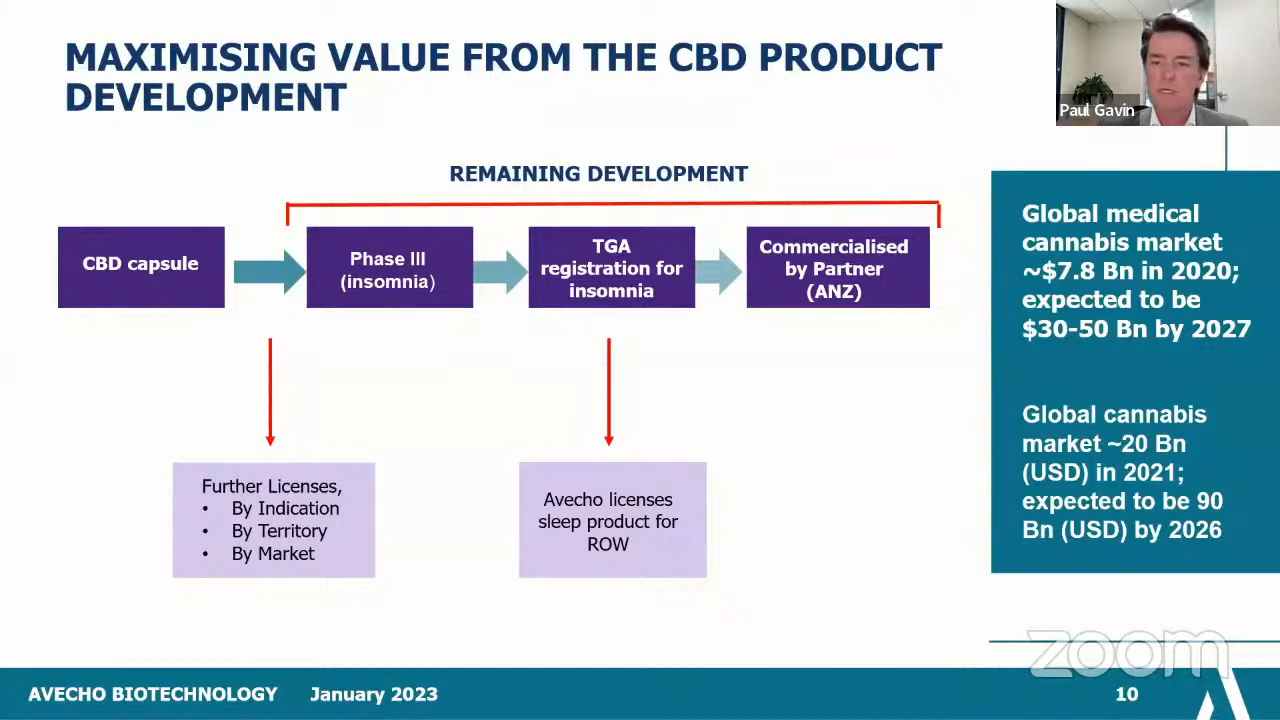 MAXIMISING VALUE FROM THE CBD PRODUCT
DEVELOPMENT
Paul Gavin
REMAINING DEVELOPMENT
CBD capsule
Phase III
(insomnia)
TGA
registration for
insomnia
Commercialised
by Partner
(ANZ)
Further Licenses,
• By Indication
• By Territory
• By Market
Avecho licenses
sleep product for
ROW
Global medical
cannabis market
~$7.8 Bn in 2020;
expected to be
$30-50 Bn by 2027
Global cannabis
market ~20 Bn
(USD) in 2021;
expected to be 90
Bn (USD) by 2026
zoom
AVECHO BIOTECHNOLOGY January 2023
10